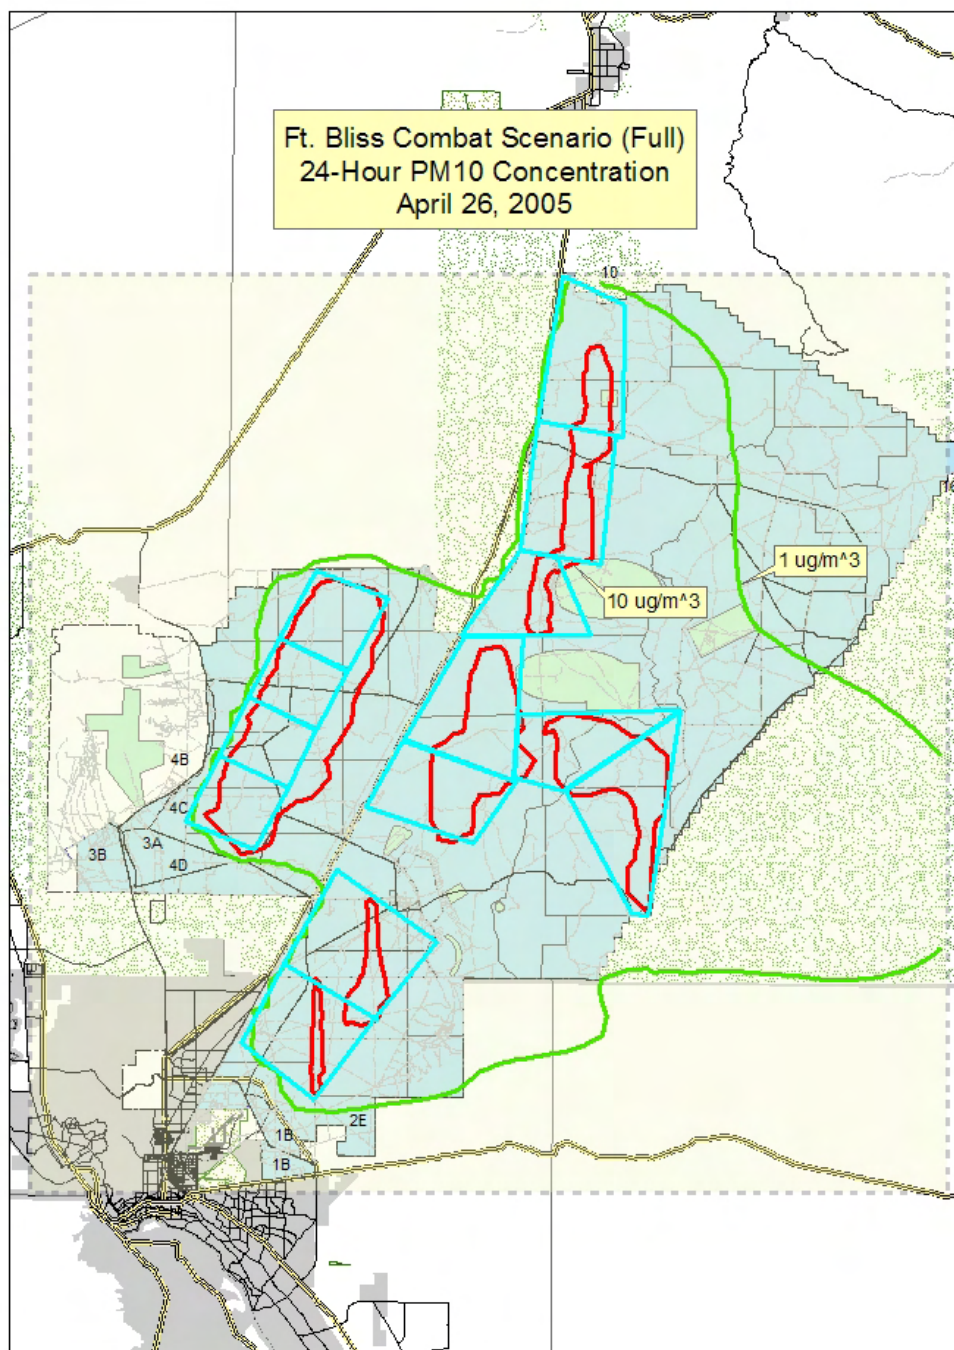 Ft. Bliss Combat Scenario (Full)
24-Hour PM10 Concentration
April 26, 2005
10
1 ug/m^3
10 ug/m^3
4B
4C
3A
3B
4D
2E
1B
1B